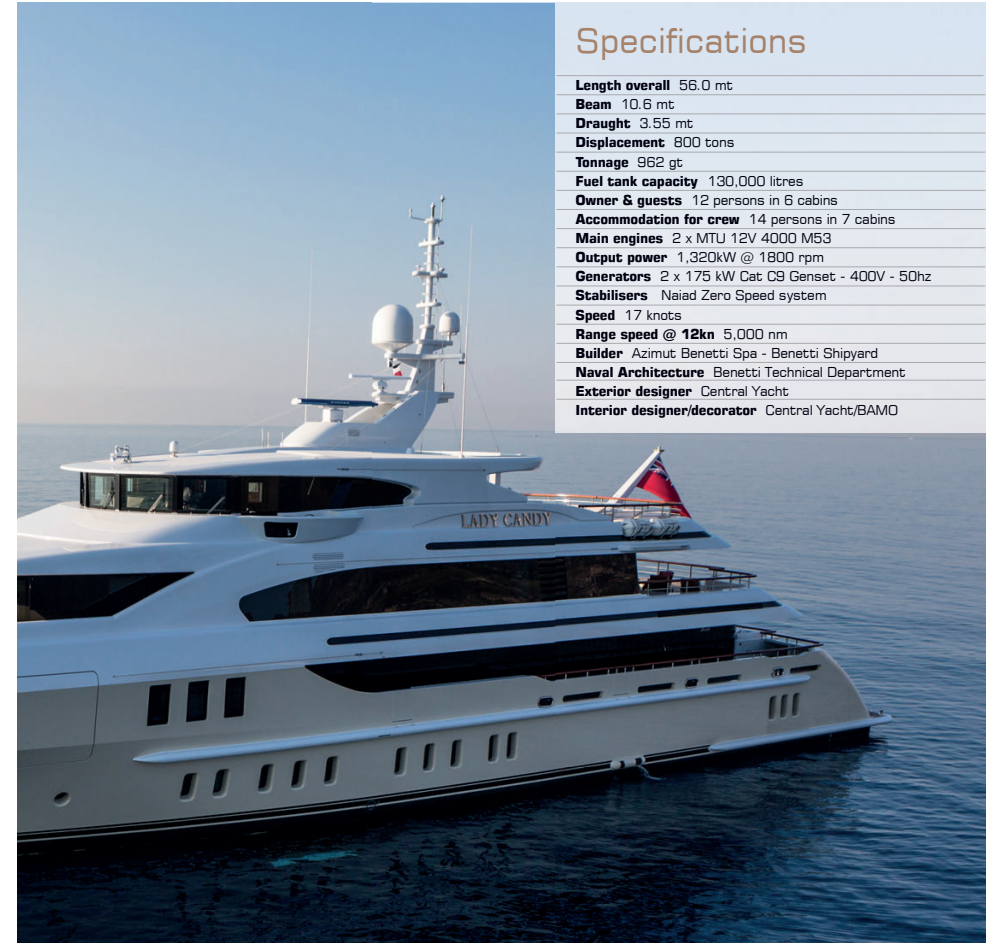 Specifications
Length overall 56.0 mt
Beam 10.6 mt
Draught 3.55 mt
Displacement 800 tons
Tonnage 962 gt
Fuel tank capacity 130,000 litres
Owner & guests 12 persons in 6 cabins
Accommodation for crew 14 persons in 7 cabins
Main engines 2 x MTU 12V 4000 M53
Output power 1,320kW @ 1800 rpm
Generators 2 x 175 kW Cat C9 Genset - 400V - 50hz
Stabilisers Naiad Zero Speed system
Speed 17 knots
Range speed @ 12kn 5,000 nm
Builder Azimut Benetti Spa - Benetti Shipyard
Naval Architecture Benetti Technical Department
Exterior designer Central Yacht
Interior designer/decorator Central Yacht/BAMO
LADY CANDY